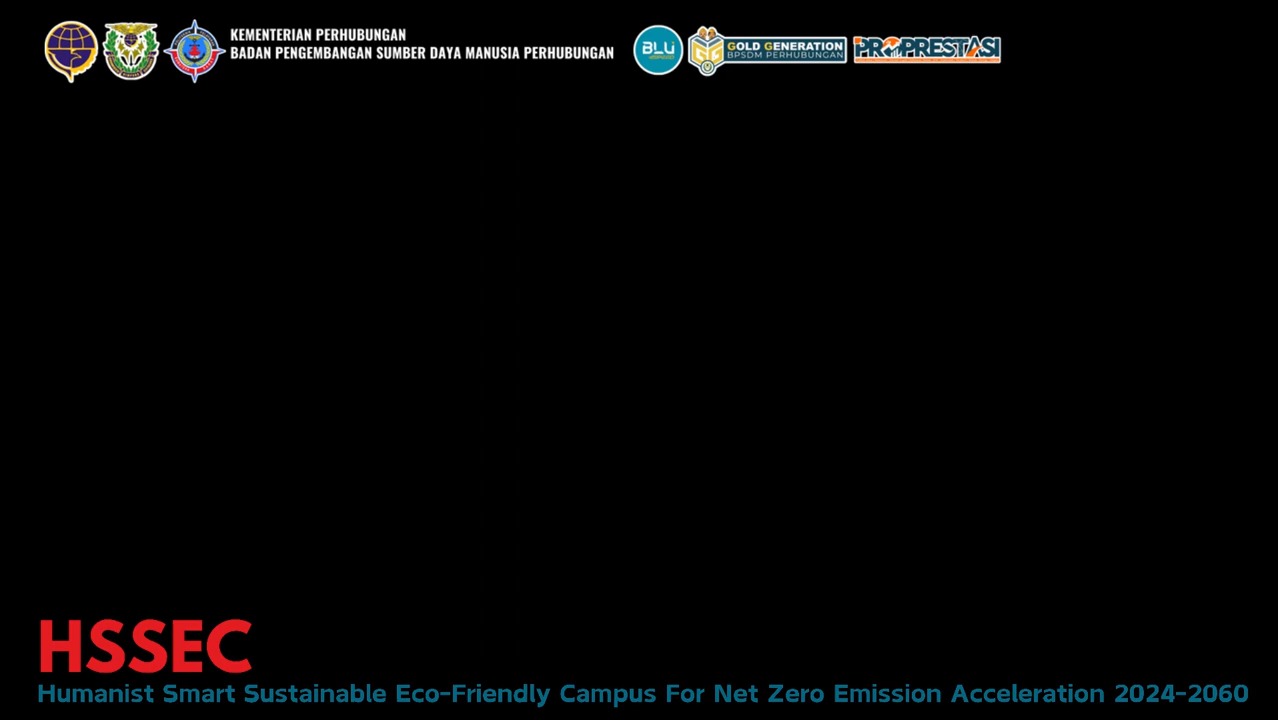 KEMENTERIAN PERHUBUNGAN
BADAN PENGEMBANGAN SUMBER DAYA MANUSIA PERHUBUNGAN
BLU
GOLD GENERATION
BPSDM PERHUBUNGAN
PROPRESTASI
HSSEC
Humanist Smart Sustainable Eco-Friendly Campus For Net Zero Emission Acceleration 2024-2060